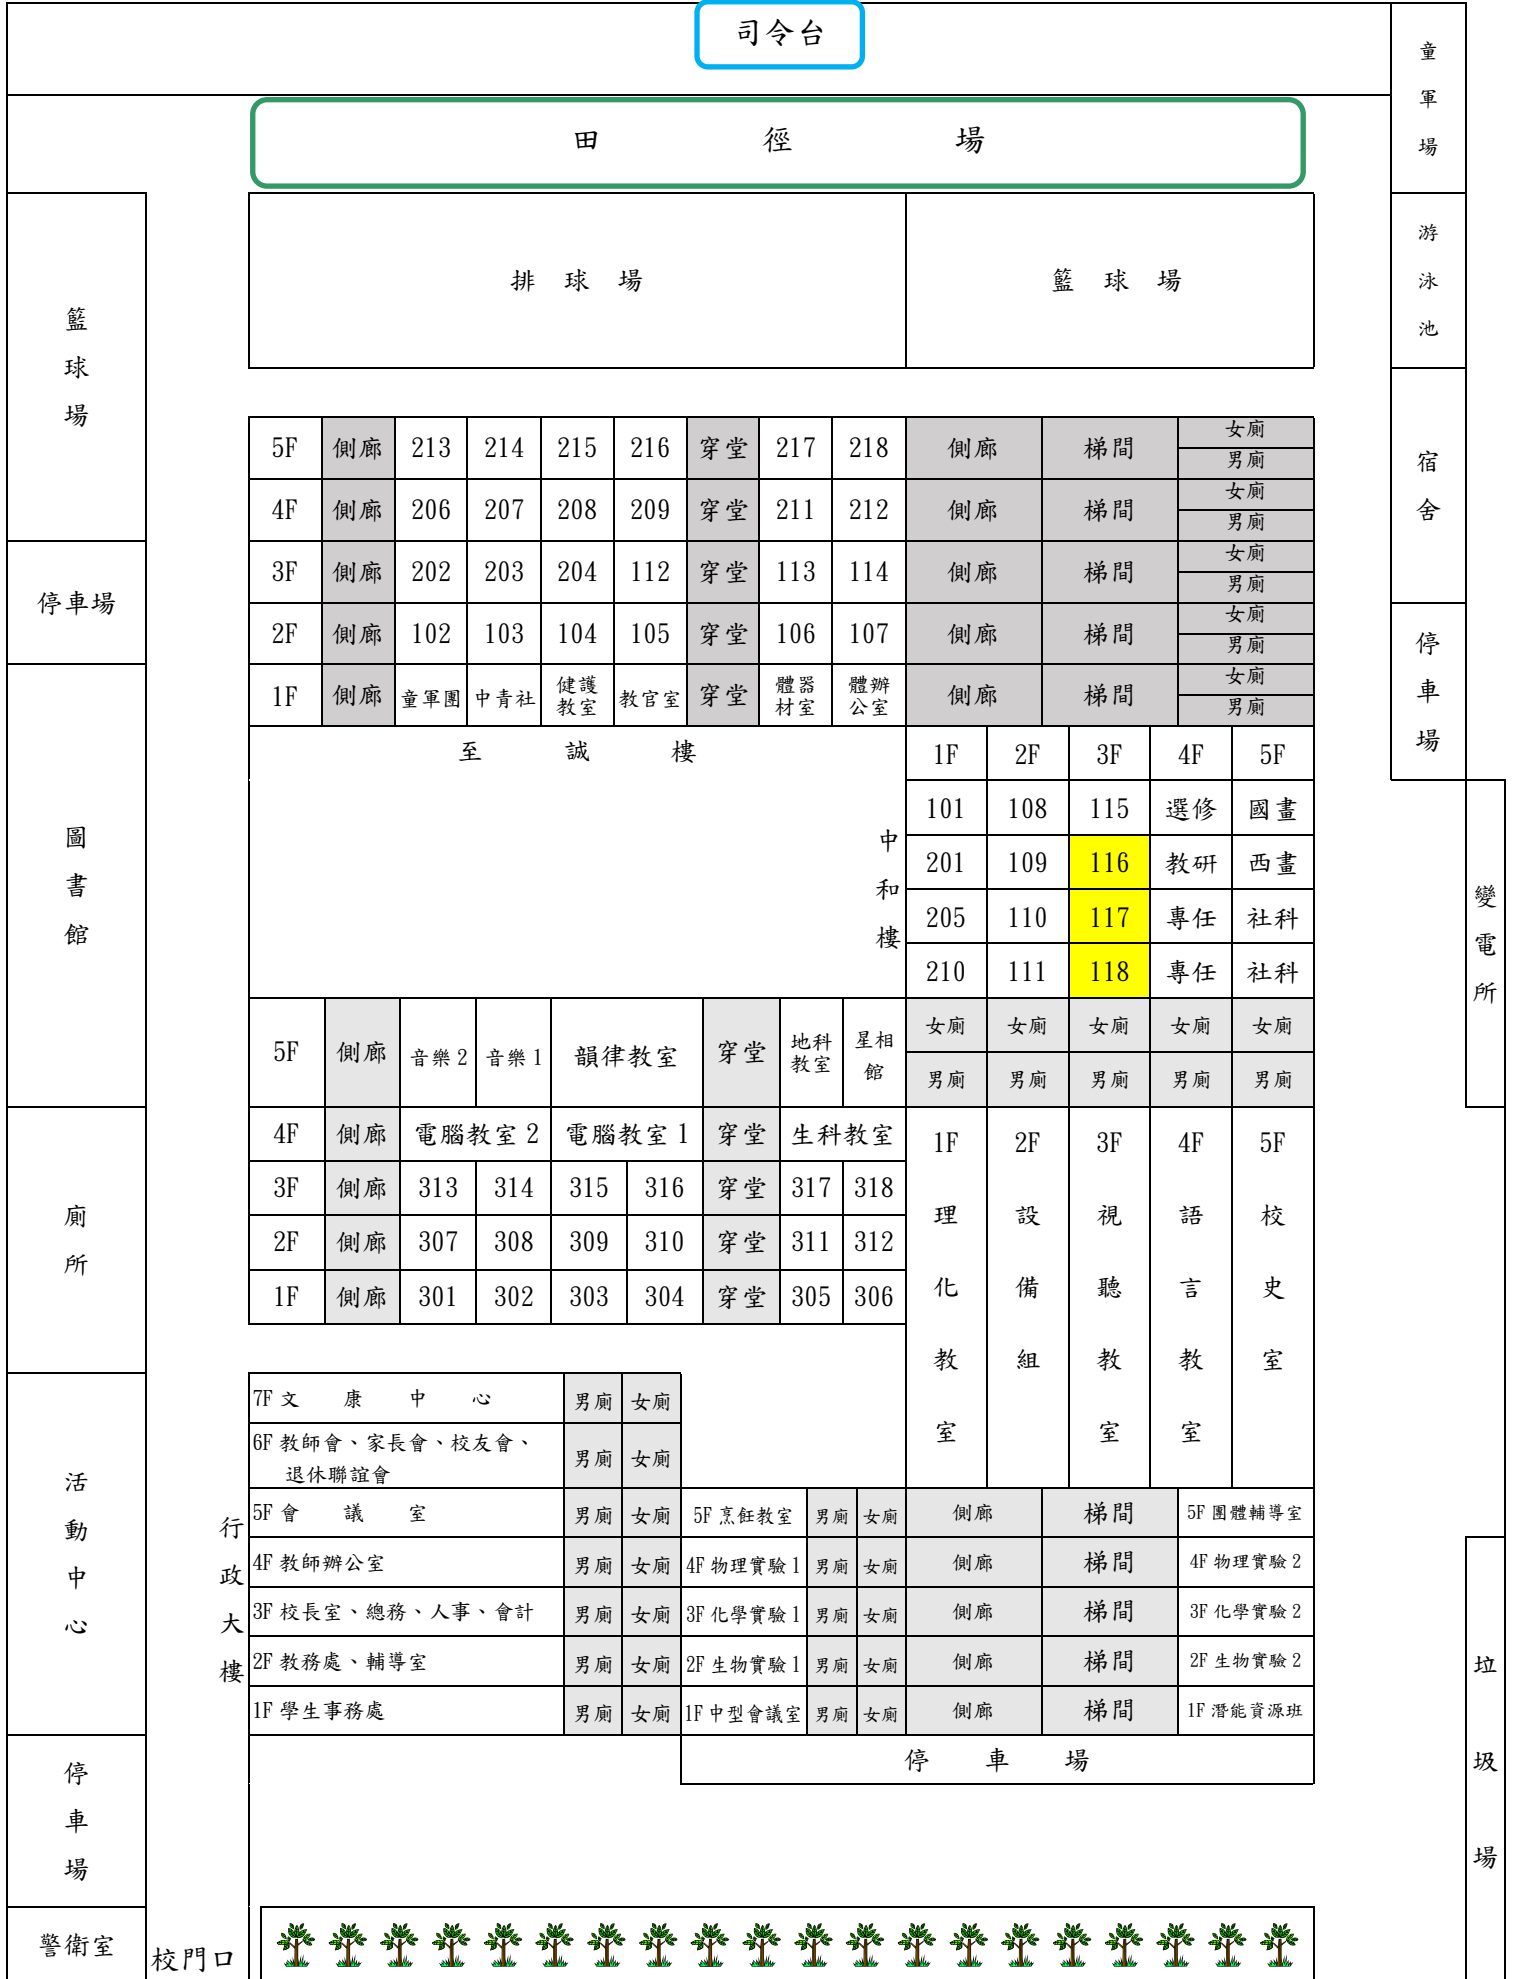 司令台
童軍場
田徑場
籃球場
排球場
籃球場
游泳池
5F 側廊 213 214 215 216 穿堂 217 218 側廊 梯間 女廁 男廁
4F 側廊 206 207 208 209 穿堂 211 212 側廊 梯間 女廁 男廁
宿舍
停車場
3F 側廊 202 203 204 112 穿堂 113 114 側廊 梯間 女廁 男廁
2F 側廊 102 103 104 105 穿堂 106 107 側廊 梯間 女廁 男廁
停車場
1F 側廊 童軍團 中青社 健護教室 教官室 穿堂 體器材室 體辦公室 側廊 梯間 女廁 男廁
圖書館
至誠樓
中和樓
1F 2F 3F 4F 5F
101 108 115 選修 國畫
201 109 116 教研 西畫
205 110 117 專任 社科
210 111 118 專任 社科
女廁 女廁 女廁 女廁 女廁
男廁 男廁 男廁 男廁 男廁
變電所
5F 側廊 音樂2 音樂1 韻律教室 穿堂 地科教室 星相館
4F 側廊 電腦教室2 電腦教室1 穿堂 生科教室
3F 側廊 313 314 315 316 穿堂 317 318
2F 側廊 307 308 309 310 穿堂 311 312
1F 側廊 301 302 303 304 穿堂 305 306
1F 理化教室
2F 設備組
3F 視聽教室
4F 語言教室
5F 校史室
廁所
活動中心
行政大樓
7F 文康中心 男廁 女廁
6F 教師會、家長會、校友會、
退休聯誼會 男廁 女廁
5F 會議室 男廁 女廁 5F 烹飪教室 男廁 女廁 側廊 梯間 5F 團體輔導室
4F 教師辦公室 男廁 女廁 4F 物理實驗1 男廁 女廁 側廊 梯間 4F 物理實驗2
3F 校長室、總務、人事、會計 男廁 女廁 3F 化學實驗1 男廁 女廁 側廊 梯間 3F 化學實驗2
2F 教務處、輔導室 男廁 女廁 2F 生物實驗1 男廁 女廁 側廊 梯間 2F 生物實驗2
1F 學生事務處 男廁 女廁 1F 中型會議室 男廁 女廁 側廊 梯間 1F 潛能資源班
停車場
停車場
垃圾場
警衛室
校門口